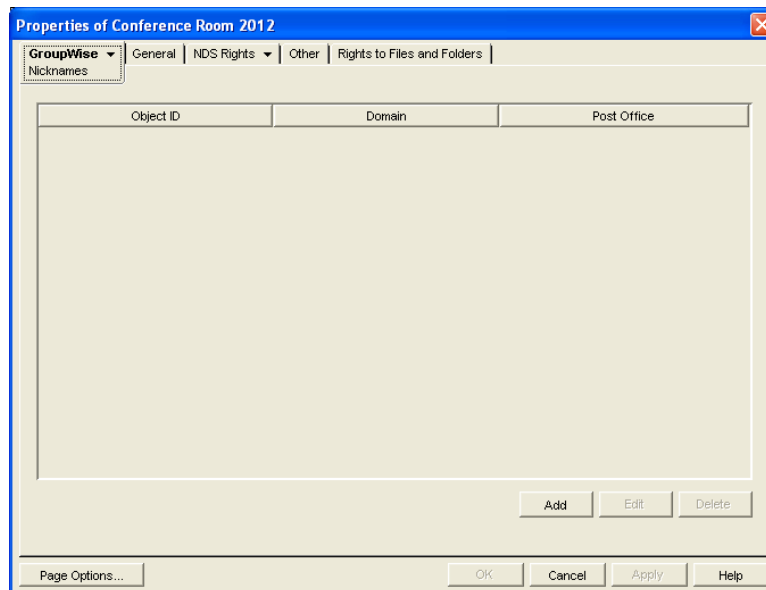 Properties of Conference Room 2012
GroupWise General NDS Rights Other Rights to Files and Folders
Nicknames
Object ID Domain Post Office
Add Edit Delete
Page Options... OK Cancel Apply Help